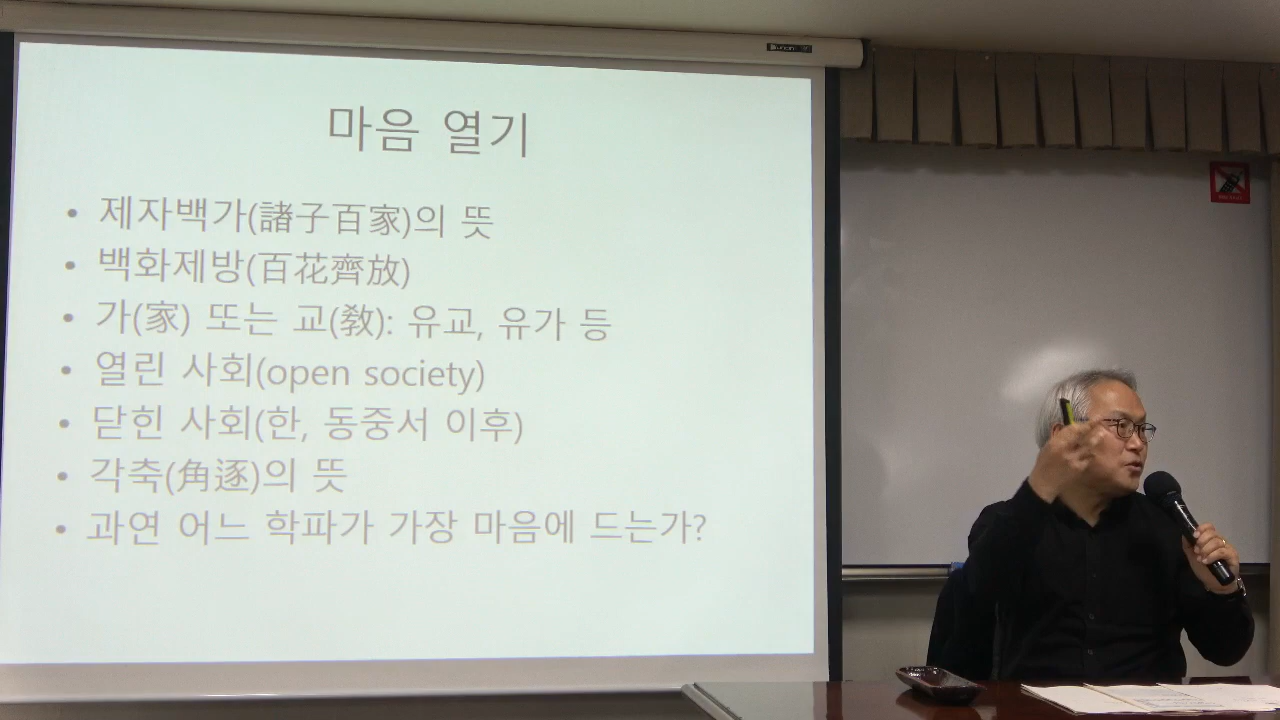 마음 열기
• 제자백가(諸子百家)의 뜻
• 백화제방(百花齊放)
• 가(家) 또는 교(敎): 유교, 유가 등
• 열린 사회(open society)
• 닫힌 사회(한, 동중서 이후)
• 각축(角逐)의 뜻
• 과연 어느 학파가 가장 마음에 드는가?